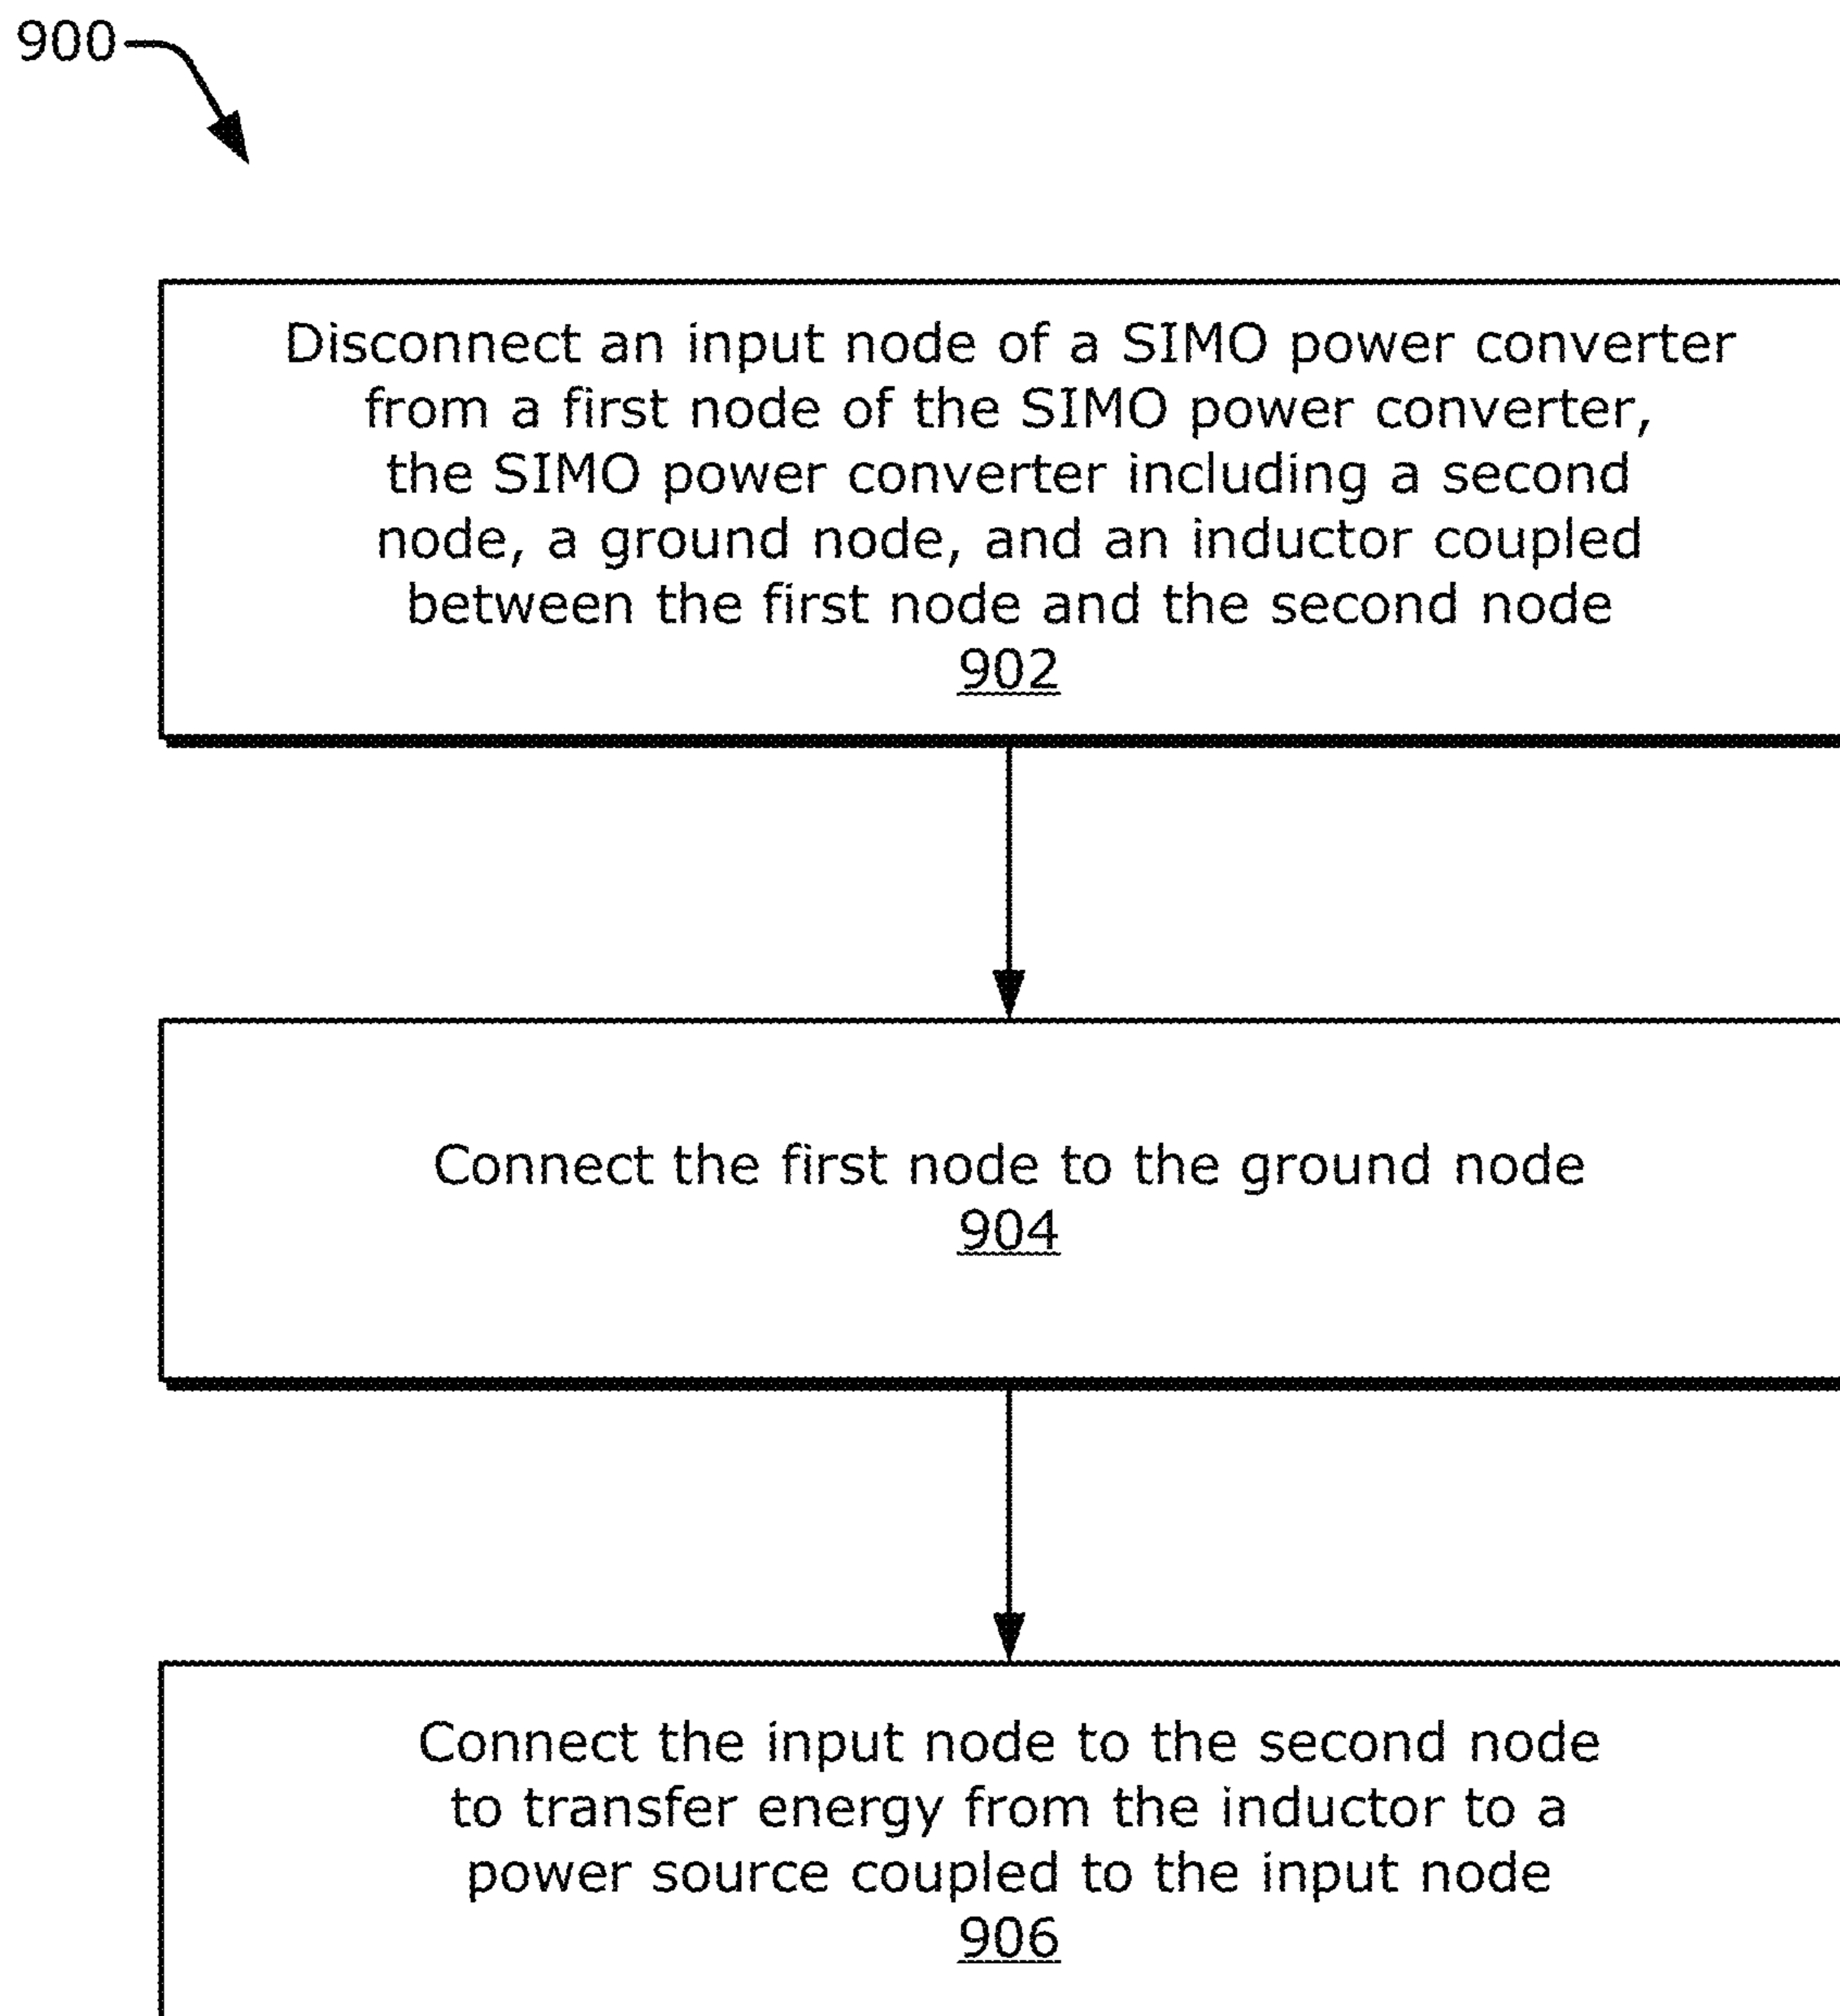 900
Disconnect an input node of a SIMO power converter
from a first node of the SIMO power converter,
the SIMO power converter including a second
node, a ground node, and an inductor coupled
between the first node and the second node
902
Connect the first node to the ground node
904
Connect the input node to the second node
to transfer energy from the inductor to a
power source coupled to the input node
906